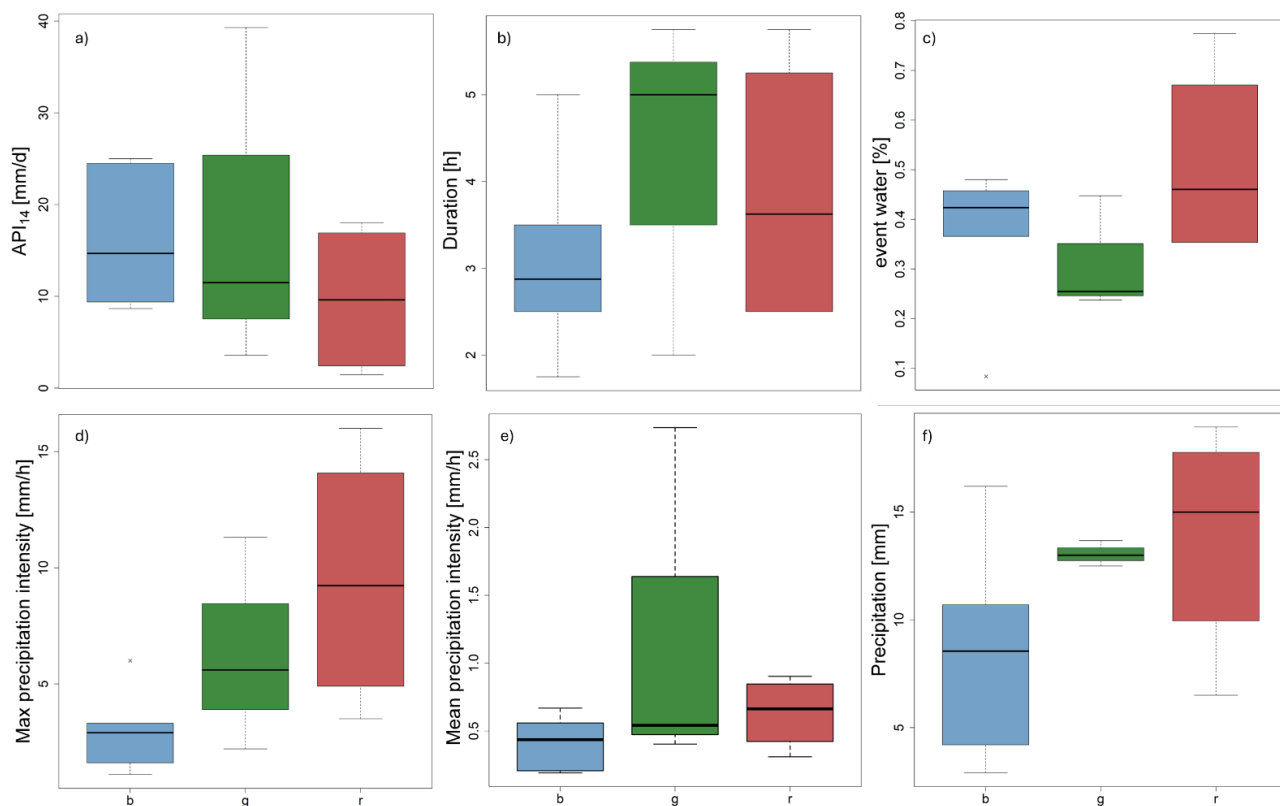 a)
API14 [mm/d]
40
30
20
10
0
b)
Duration [h]
5
4
3
2
c)
event water [%]
0.8
0.7
0.6
0.5
0.4
0.3
0.2
0.1
d)
Max precipitation intensity [mm/h]
15
10
5
b g r
e)
Mean precipitation intensity [mm/h]
2.5
2.0
1.5
1.0
0.5
b g r
f)
Precipitation [mm]
15
10
5
b g r